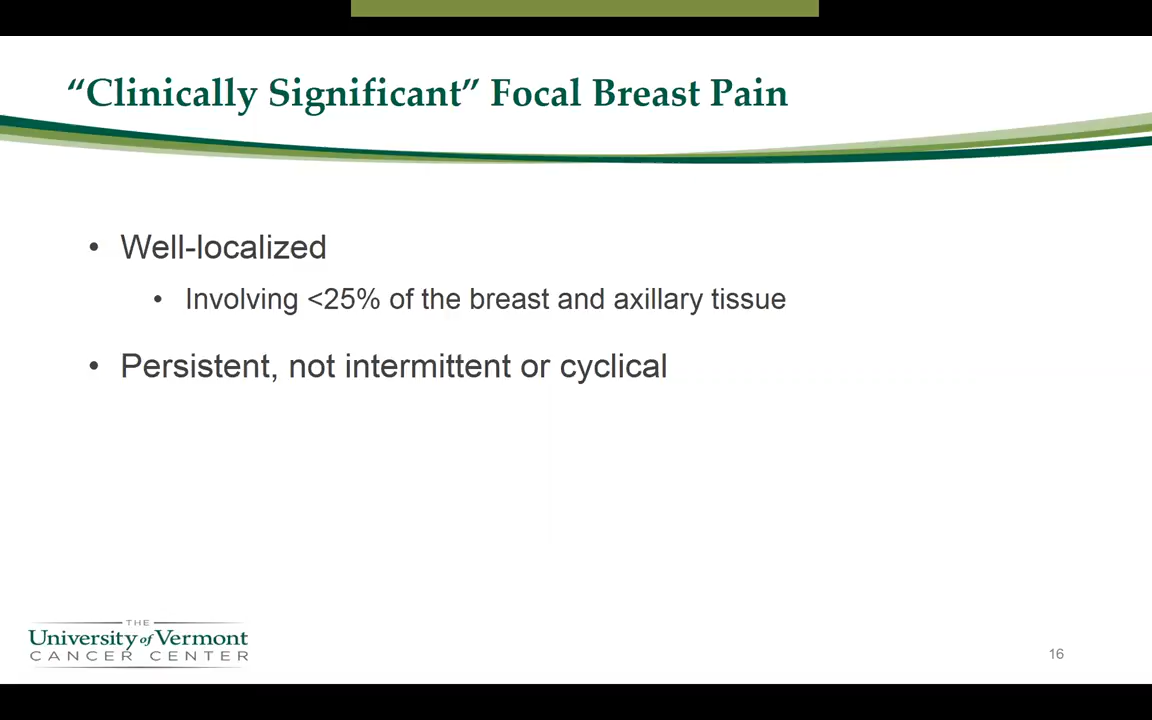 “Clinically Significant” Focal Breast Pain
• Well-localized
• Involving <25% of the breast and axillary tissue
• Persistent, not intermittent or cyclical
THE
University of Vermont
CANCER CENTER
16